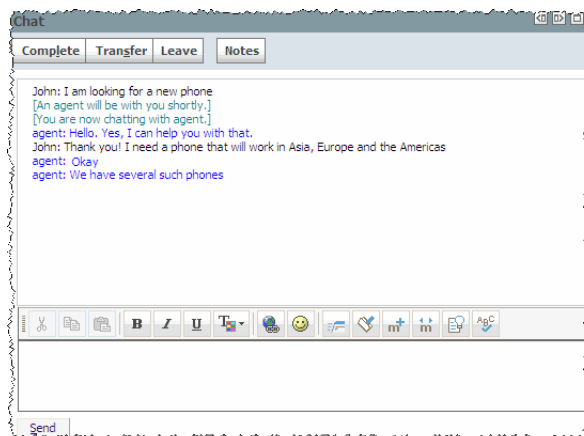 Chat
Complete Transfer Leave Notes
John: I am looking for a new phone
[An agent will be with you shortly.]
[You are now chatting with agent.]
agent: Hello. Yes, I can help you with that.
John: Thank you! I need a phone that will work in Asia, Europe and the Americas
agent: Okay
agent: We have several such phones
B I U T
m m ABC
Send